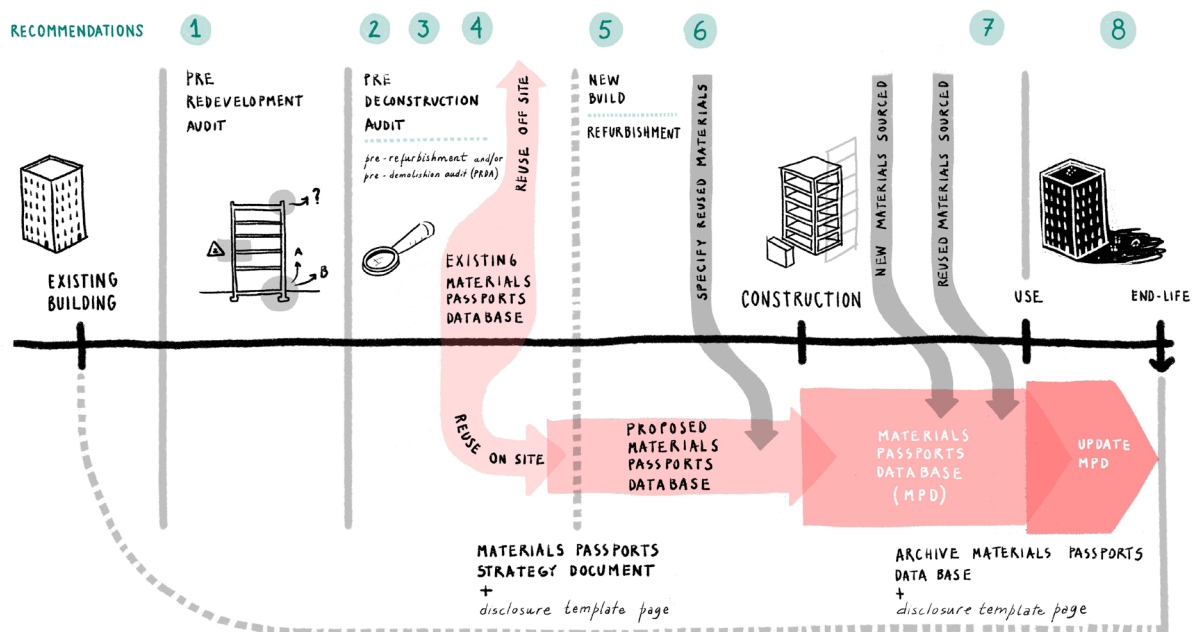 RECOMMENDATIONS
1
2
3
4
5
6
7
8
PRE
REDEVELOPMENT
AUDIT
PRE
DECONSTRUCTION
AUDIT
pre-refurbishment and/or
pre-demolishion audit (PRDA)
REUSE OFF SITE
NEW
BUILD
REFURBISHMENT
SPECIFY REUSED MATERIALS
NEW MATERIALS SOURCED
REUSED MATERIALS SOURCED
?
A
B
EXISTING
BUILDING
EXISTING
MATERIALS
PASSPORTS
DATABASE
CONSTRUCTION
USE
END-LIFE
REUSE
ON SITE
PROPOSED
MATERIALS
PASSPORTS
DATABASE
MATERIALS
PASSPORTS
DATABASE
(MPD)
UPDATE
MPD
MATERIALS PASSPORTS
STRATEGY DOCUMENT
+
disclosure template page
ARCHIVE MATERIALS PASSPORTS
DATA BASE
+
disclosure template page